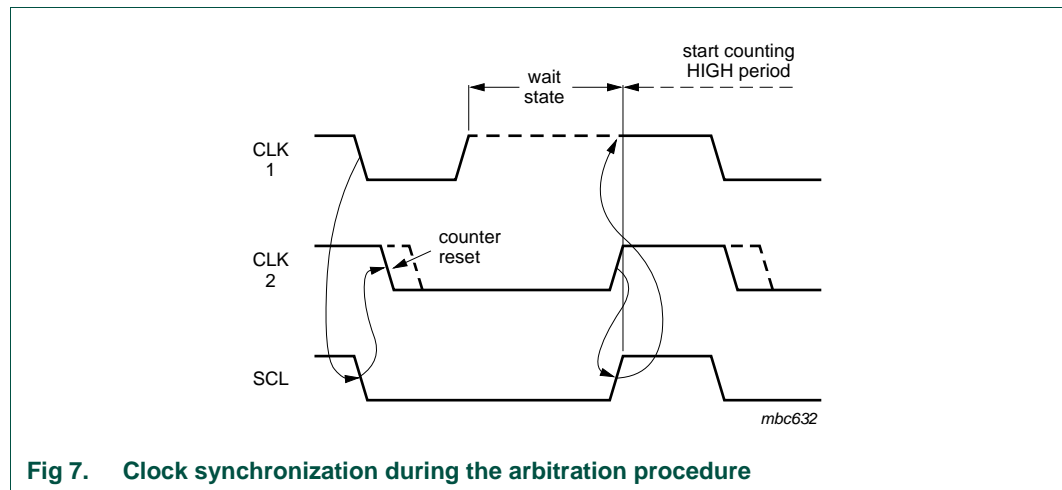 start counting
HIGH period
wait
state
CLK
1
counter
reset
CLK
2
SCL
mbc632
Fig 7. Clock synchronization during the arbitration procedure